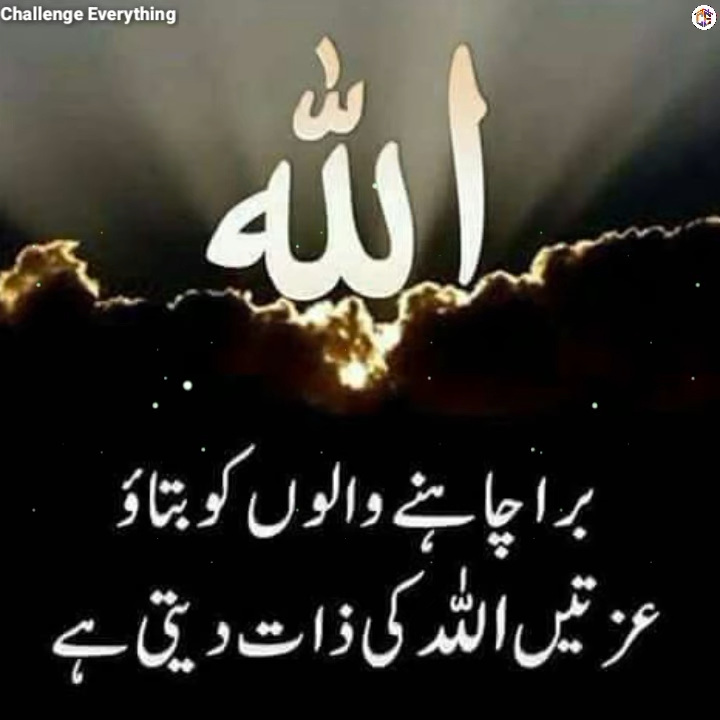 Challenge Everything
الله
برا چاہنے والوں کو بتاؤ
عزتیں اللہ کی ذات دیتی ہے